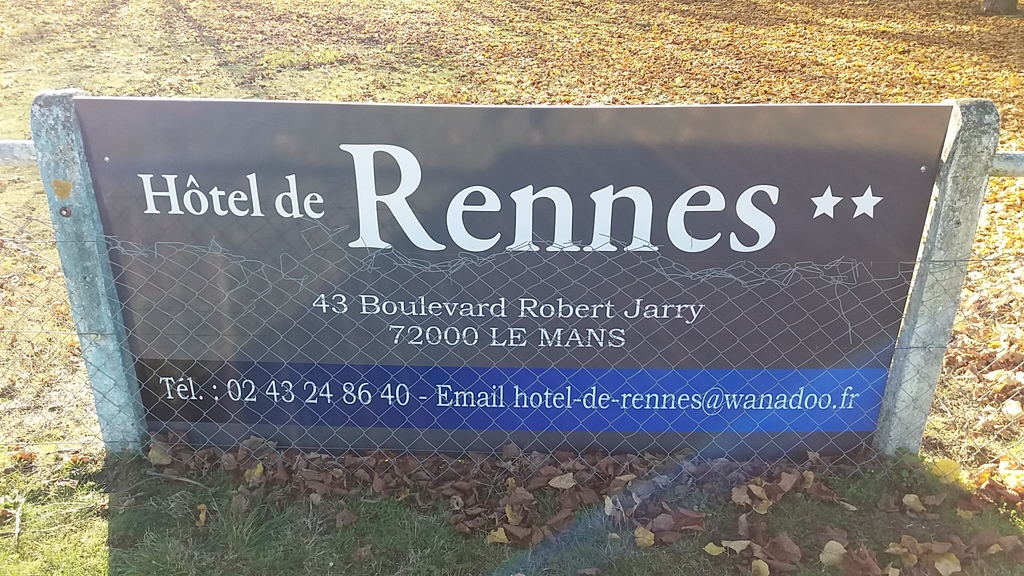 Hôtel de Rennes ★★
43 Boulevard Robert Jarry
72000 LE MANS
Tél. : 02 43 24 86 40 - Email hotel-de-rennes@wanadoo.fr